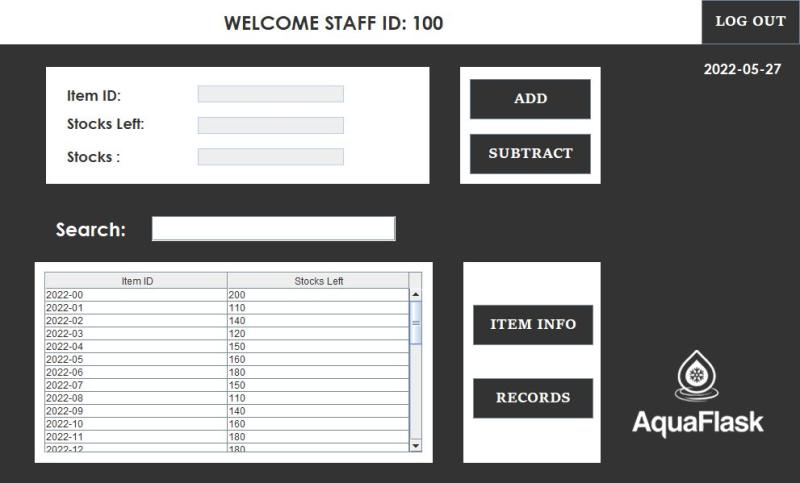 WELCOME STAFF ID: 100
LOG OUT
2022-05-27
Item ID:
Stocks Left:
Stocks :
ADD
SUBTRACT
Search:
Item ID Stocks Left
2022-00 200
2022-01 110
2022-02 140
2022-03 120
2022-04 150
2022-05 160
2022-06 180
2022-07 150
2022-08 110
2022-09 140
2022-10 160
2022-11 180
2022-12 180
ITEM INFO
RECORDS
AquaFlask